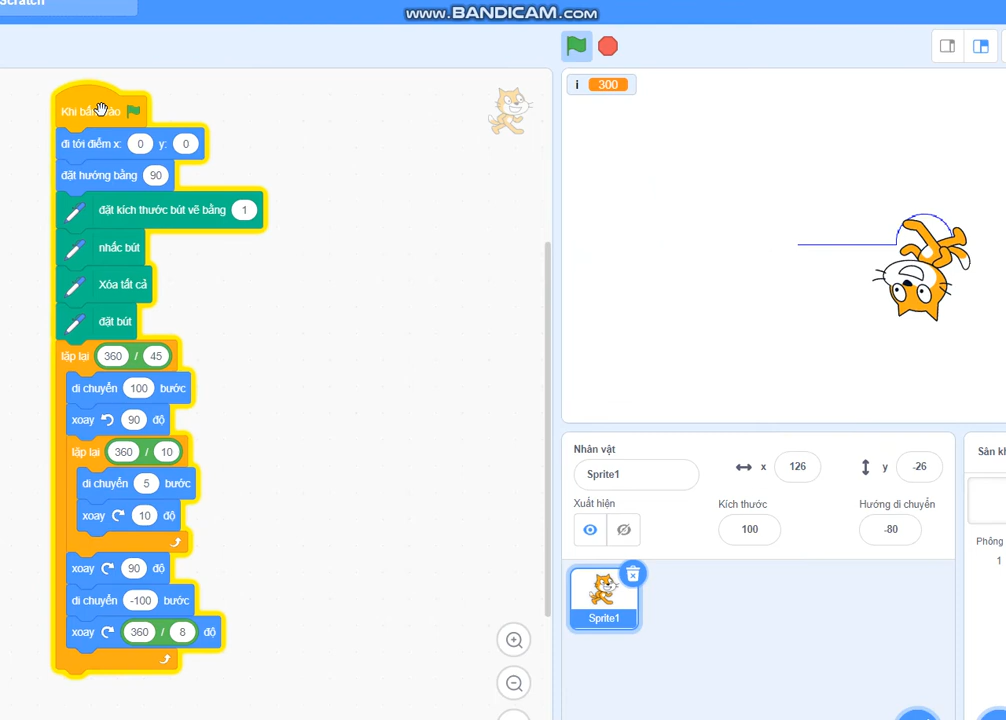 Scratch
www.BANDICAM.com
Khi bấ ào
đi tới điểm x: 0 y: 0
đặt hướng bằng 90
đặt kích thước bút vẽ bằng 1
nhấc bút
Xóa tất cả
đặt bút
lặp lại 360 / 45
di chuyển 100 bước
xoay 90 độ
lặp lại 360 / 10
di chuyển 5 bước
xoay 10 độ
xoay 90 độ
di chuyển -100 bước
xoay 360 / 8 độ
i 300
Nhân vật
Sprite1
x 126
y -26
Xuất hiện
Kích thước
100
Hướng di chuyển
-80
Sprite1
Sân
Phông
1